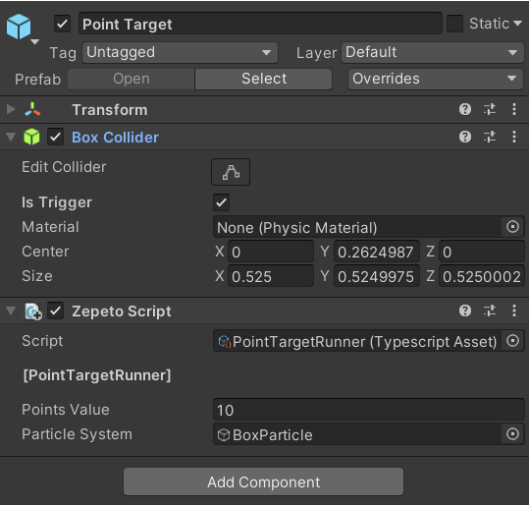 Point Target Static
Tag Untagged Layer Default
Prefab Open Select Overrides
Transform
Box Collider
Edit Collider
Is Trigger
Material None (Physic Material)
Center X 0 Y 0.2624987 Z 0
Size X 0.525 Y 0.5249975 Z 0.5250002
Zepeto Script
Script PointTargetRunner (Typescript Asset)
[PointTargetRunner]
Points Value 10
Particle System BoxParticle
Add Component